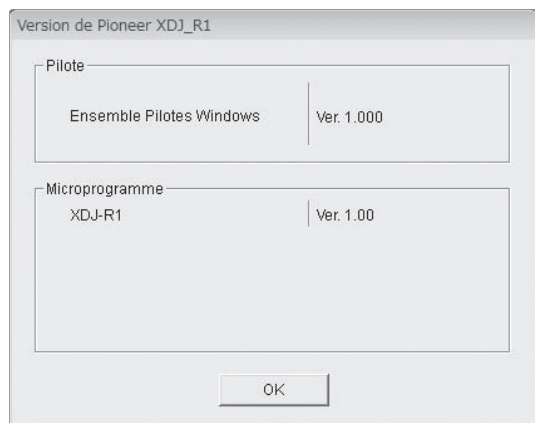 Version de Pioneer XDJ_R1
Pilote
Ensemble Pilotes Windows Ver. 1.000
Microprogramme
XDJ-R1 Ver. 1.00
OK